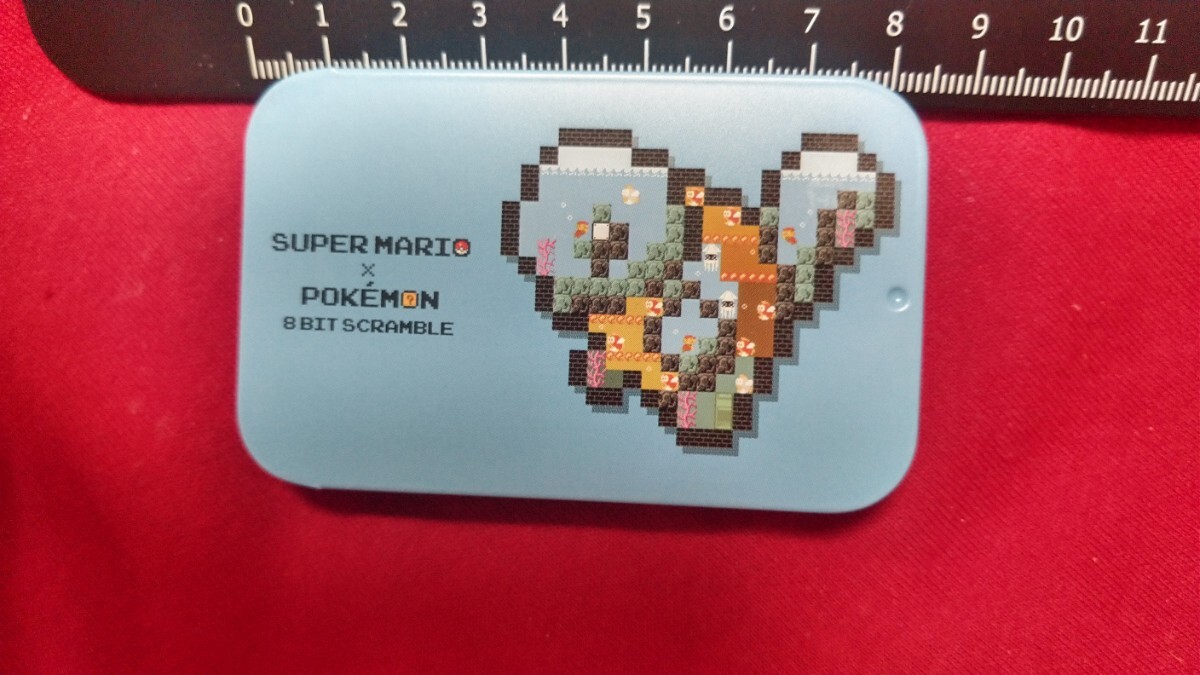 0 1 2 3 4 5 6 7 8 9 10 11
SUPER MARIO
X
POKÉMON
8 BIT SCRAMBLE